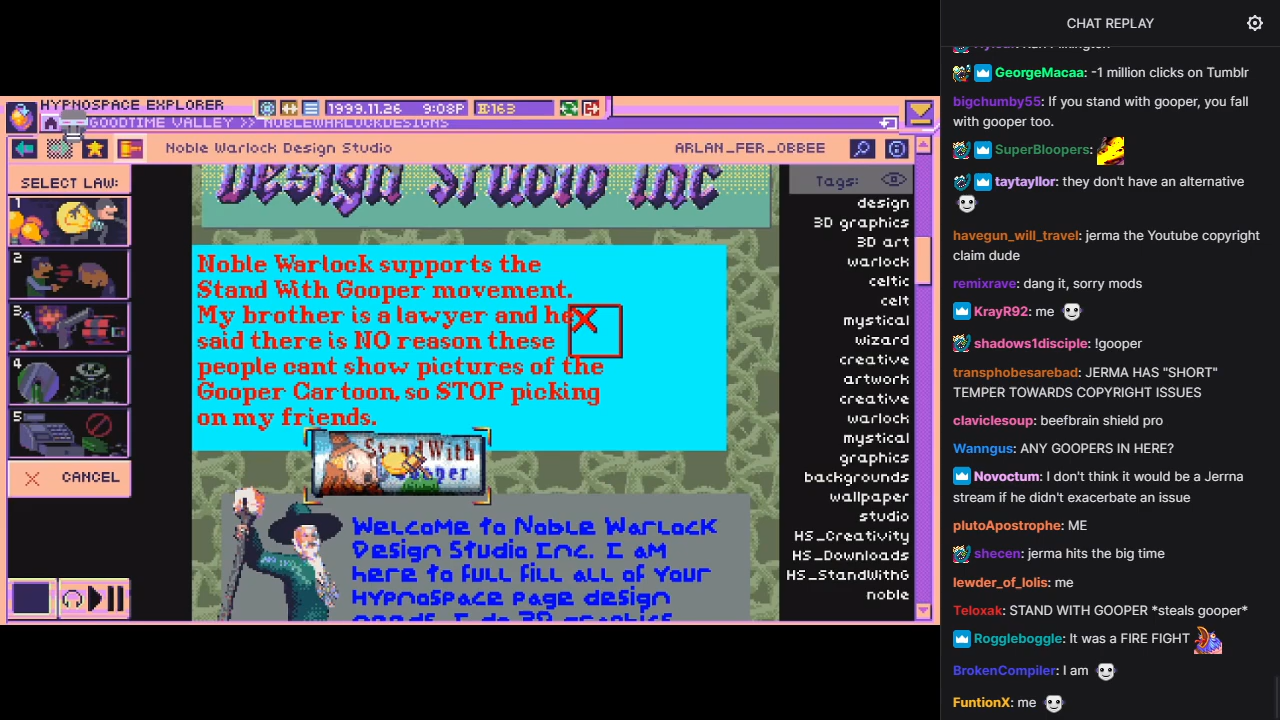 HYPNOSPACE EXPLORER
1999.11.26 9:03P
163
GOODTIME VALLEY >> NOBLEWARLOCKDESIGNS
Noble Warlock Design Studio
ARLAN_FER_OBBEE
SELECT LAW:
1
2
3
4
5
CANCEL
Design Studio Inc
Noble Warlock supports the
Stand With Gooper movement.
My brother is a lawyer and he
said there is NO reason these
people cant show pictures of the
Gooper Cartoon, so STOP picking
on my friends.
Stand With
Gooper
Welcome to Noble Warlock
Design Studio Inc. I am
here to full fill all of your
Hypnospace page design
needs. I do 3D graphics
Tags:
design
3D graphics
3D art
warlock
celtic
celt
mystical
wizard
creative
artwork
creative
warlock
mystical
graphics
backgrounds
wallpaper
studio
HS_Creativity
HS_Downloads
HS_StandWithG
noble
CHAT REPLAY
GeorgeMacaa: -1 million clicks on Tumblr
bigchumby55: If you stand with gooper, you fall
with gooper too.
SuperBloopers:
taytayllor: they don't have an alternative
havegun_will_travel: jerma the Youtube copyright
claim dude
remixrave: dang it, sorry mods
KrayR92: me
shadows1disciple: !gooper
transphobesarebad: JERMA HAS "SHORT"
TEMPER TOWARDS COPYRIGHT ISSUES
claviclesoup: beefbrain shield pro
Wanngus: ANY GOOPERS IN HERE?
Novoctum: I don't think it would be a Jerma
stream if he didn't exacerbate an issue
plutoApostrophe: ME
shecen: jerma hits the big time
lewder_of_lolis: me
Teloxak: STAND WITH GOOPER *steals gooper*
Roggleboggle: It was a FIRE FIGHT
BrokenCompiler: I am
FuntionX: me